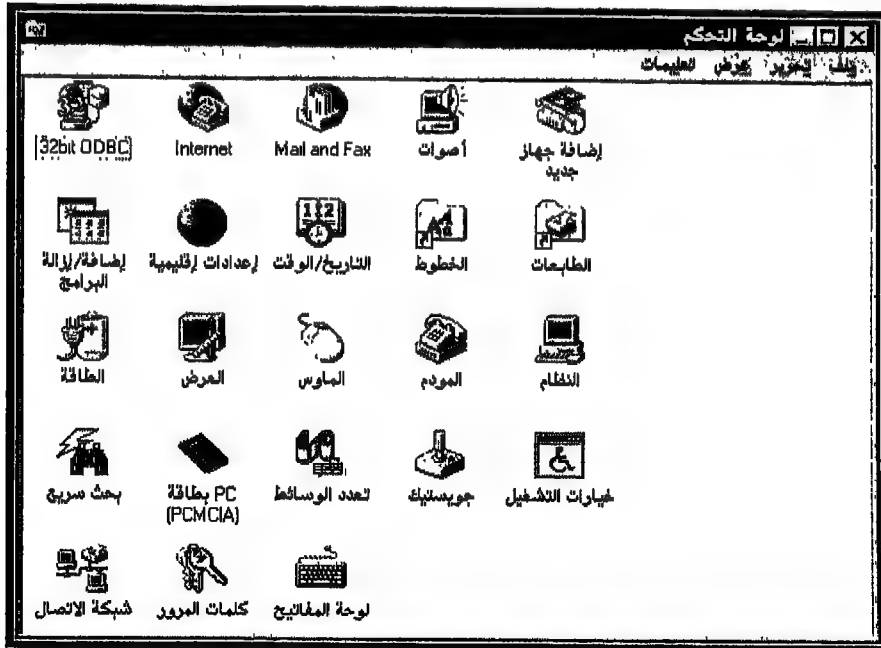 لوحة التحكم
ملف تحرير عرض تعليمات
32bit ODBC
Internet
Mail and Fax
أصوات
إضافة جهاز
جديد
إضافة/إزالة
البرامج
إعدادات إقليمية
التاريخ/الوقت
الخطوط
الطابعات
الطاقة
العرض
الماوس
المودم
النظام
بحث سريع
PC بطاقة
(PCMCIA)
تعدد الوسائط
جويستيك
خيارات التشغيل
شبكة الاتصال
كلمات المرور
لوحة المفاتيح